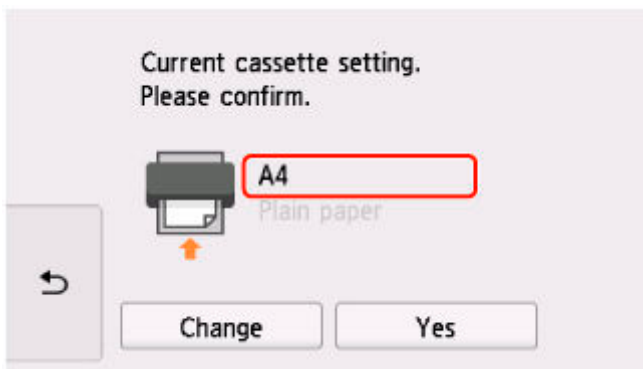 Current cassette setting.
Please confirm.
A4
Plain paper
Change
Yes